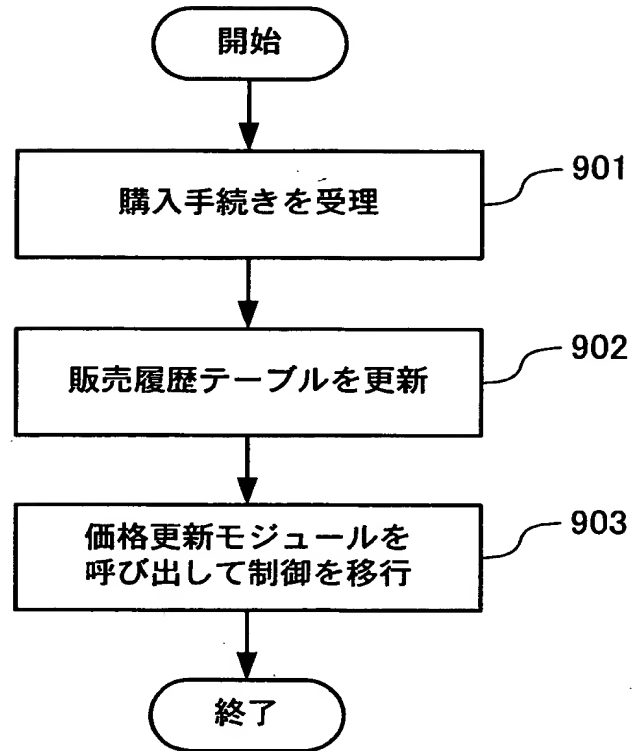 開始
購入手続きを受理
901
販売履歴テーブルを更新
902
価格更新モジュールを
呼び出して制御を移行
903
終了